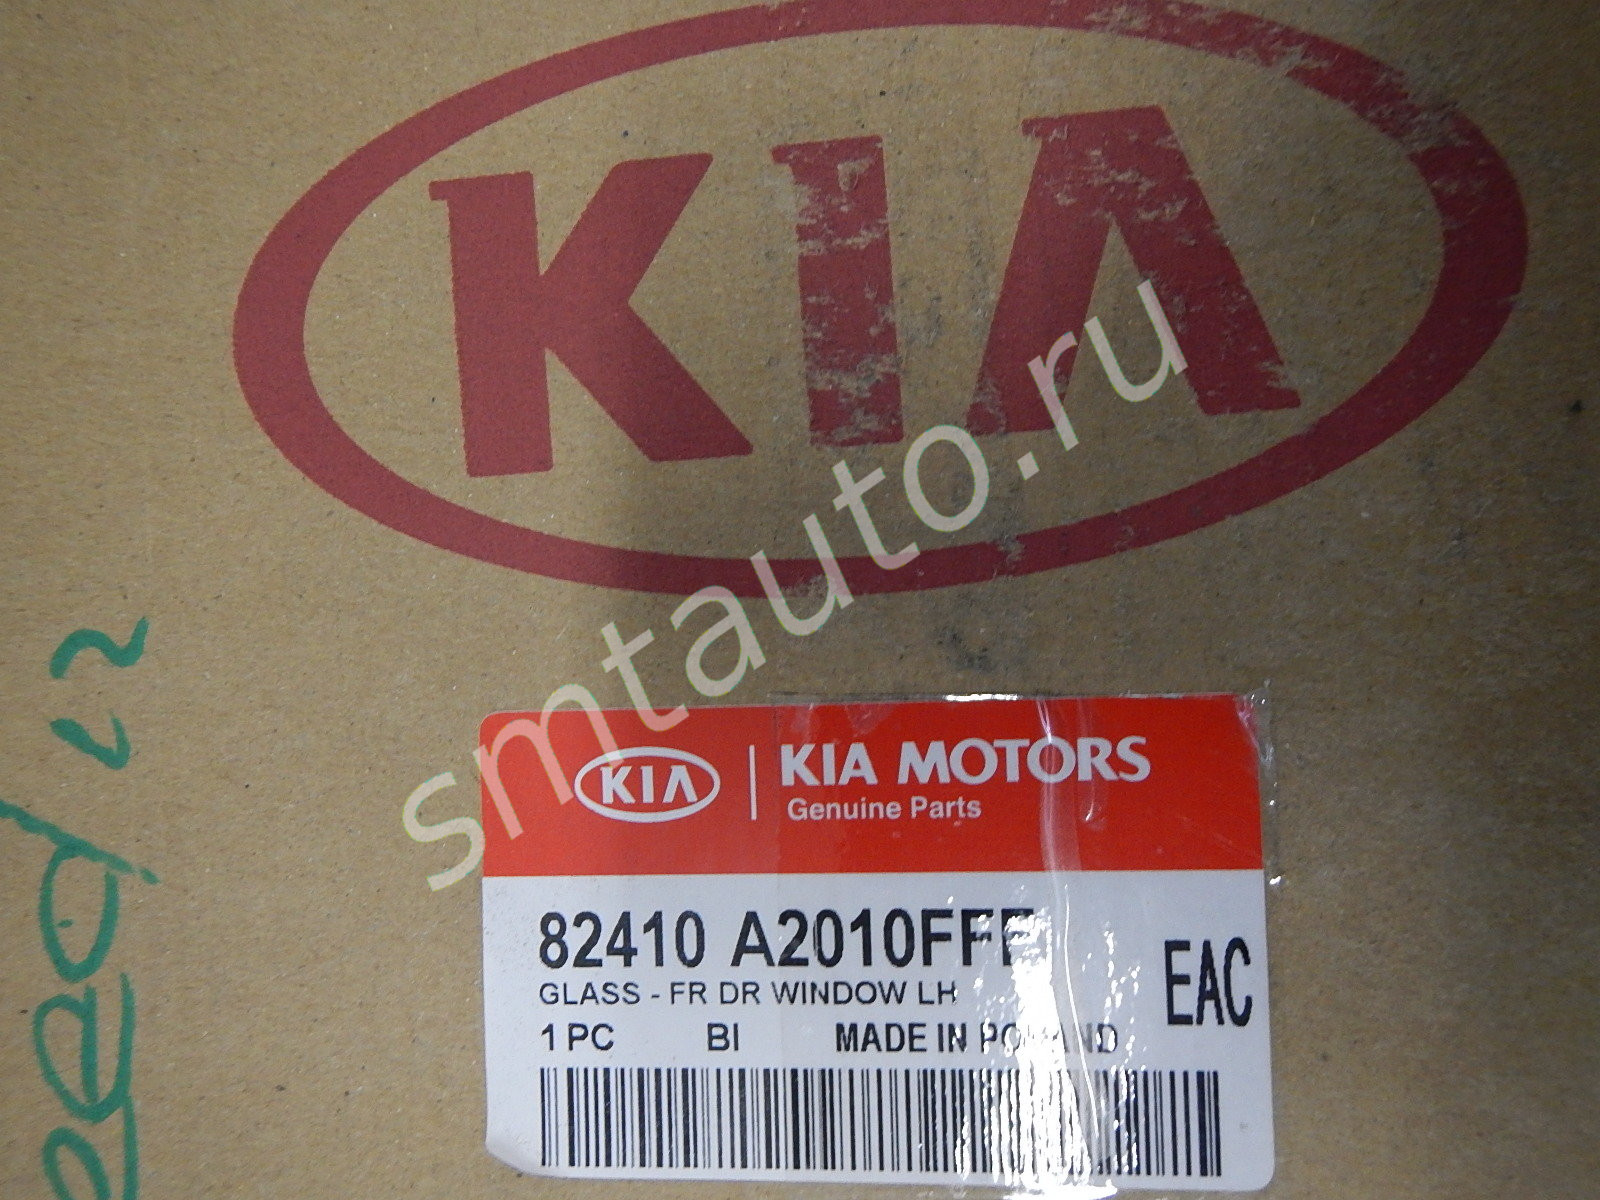 KIA
smtauto.ru
KIA
KIA MOTORS
Genuine Parts
82410 A2010FFF
GLASS - FR DR WINDOW LH
1 PC BI MADE IN POLAND
EAC